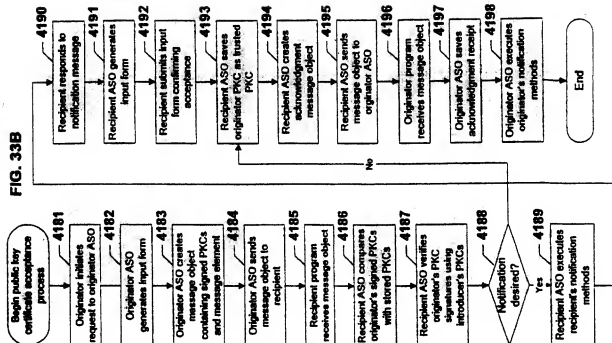 FIG. 33B
Begin public key
certificate acceptance
process
4181
Originator initiates
request to originator ASO
4182
Originator ASO
generates input form
4183
Originator ASO creates
message object
containing signed PKCs
and message element
4184
Originator ASO sends
message object to
recipient
4185
Recipient program
receives message object
4186
Recipient ASO compares
originator's signed PKCs
with stored PKCs
4187
Recipient ASO verifies
originator's PKC
signatures using
introducer's PKCs
4188
Notification
desired?
No
Yes
4189
Recipient ASO executes
recipient's notification
methods
4190
Recipient responds to
notification message
4191
Recipient ASO generates
input form
4192
Recipient submits input
form confirming
acceptance
4193
Recipient ASO saves
originator PKC as trusted
PKC
4194
Recipient ASO creates
acknowledgment
message object
4195
Recipient ASO sends
message object to
orginator ASO
4196
Originator program
receives message object
4197
Originator ASO saves
acknowledgment receipt
4198
Originator ASO executes
originator's notification
methods
End